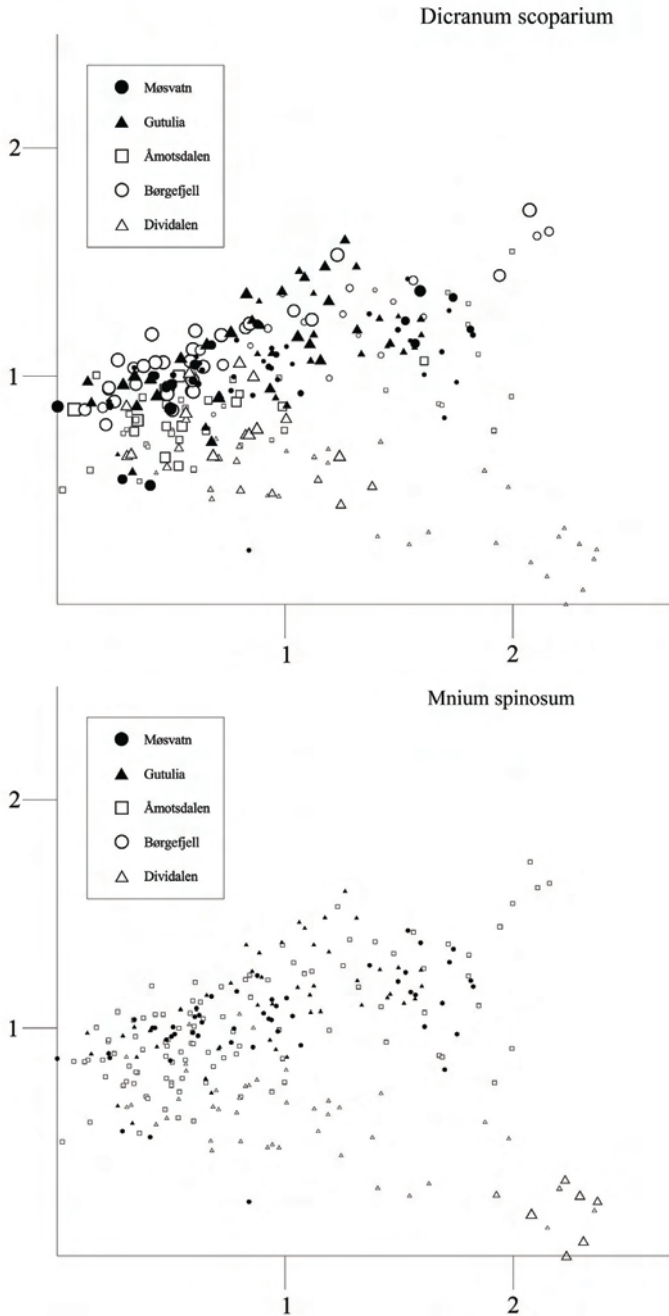 Dicranum scoparium
2
Møsvatn
Gutulia
Åmotsdalen
Børgefjell
Dividalen
1
1
2
Mnium spinosum
2
Møsvatn
Gutulia
Åmotsdalen
Børgefjell
Dividalen
1
1
2